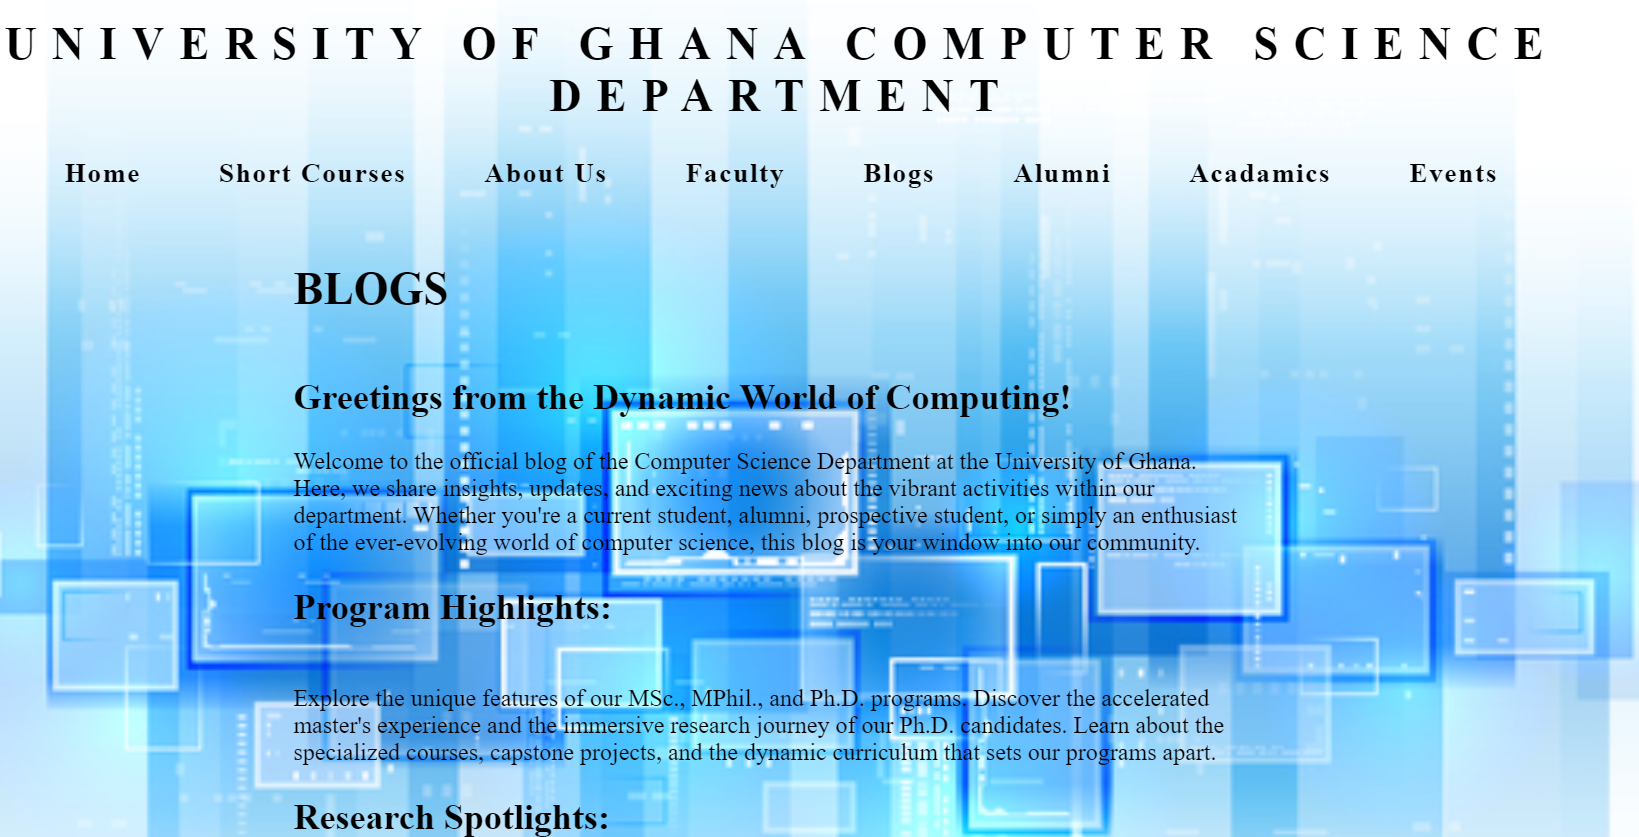 UNIVERSITY OF GHANA COMPUTER SCIENCE
DEPARTMENT
Home Short Courses About Us Faculty Blogs Alumni Acadamics Events
BLOGS
Greetings from the Dynamic World of Computing!
Welcome to the official blog of the Computer Science Department at the University of Ghana.
Here, we share insights, updates, and exciting news about the vibrant activities within our
department. Whether you're a current student, alumni, prospective student, or simply an enthusiast
of the ever-evolving world of computer science, this blog is your window into our community.
Program Highlights:
Explore the unique features of our MSc., MPhil., and Ph.D. programs. Discover the accelerated
master's experience and the immersive research journey of our Ph.D. candidates. Learn about the
specialized courses, capstone projects, and the dynamic curriculum that sets our programs apart.
Research Spotlights: